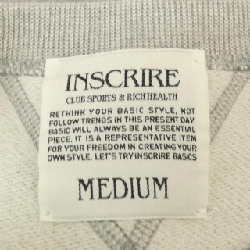 INSCRIRE
CLUB SPORTS & RICH HEALTH
RETHINK YOUR BASIC STYLE, NOT
FOLLOW TRENDS IN THIS PRESENT DAY
BASIC WILL ALWAYS BE AN ESSENTIAL
PIECE. IT IS A REPRESENTATIVE ITEM
FROM YOUR FREEDOM IN CREATING YOUR
OWN STYLE. LET'S TRY INSCRIRE BASCS
MEDIUM